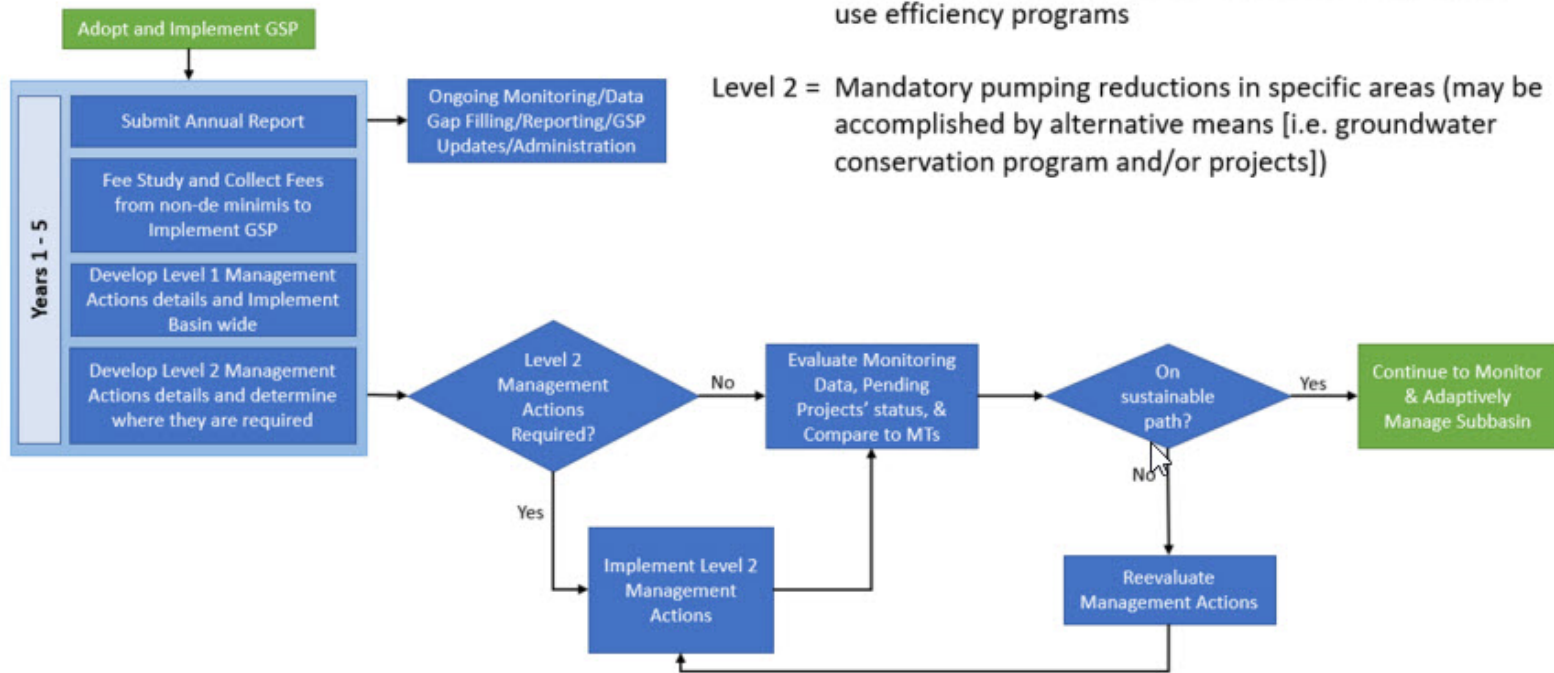 Adopt and Implement GSP
use efficiency programs
Level 2 = Mandatory pumping reductions in specific areas (may be
accomplished by alternative means [i.e. groundwater
conservation program and/or projects])
Years 1 - 5
Submit Annual Report
Ongoing Monitoring/Data
Gap Filling/Reporting/GSP
Updates/Administration
Fee Study and Collect Fees
from non-de minimis to
Implement GSP
Develop Level 1 Management
Actions details and Implement
Basin wide
Develop Level 2 Management
Actions details and determine
where they are required
Level 2
Management
Actions
Required?
No
Evaluate Monitoring
Data, Pending
Projects' status, &
Compare to MTs
On
sustainable
path?
Yes
Continue to Monitor
& Adaptively
Manage Subbasin
Yes
Implement Level 2
Management
Actions
No
Reevaluate
Management Actions